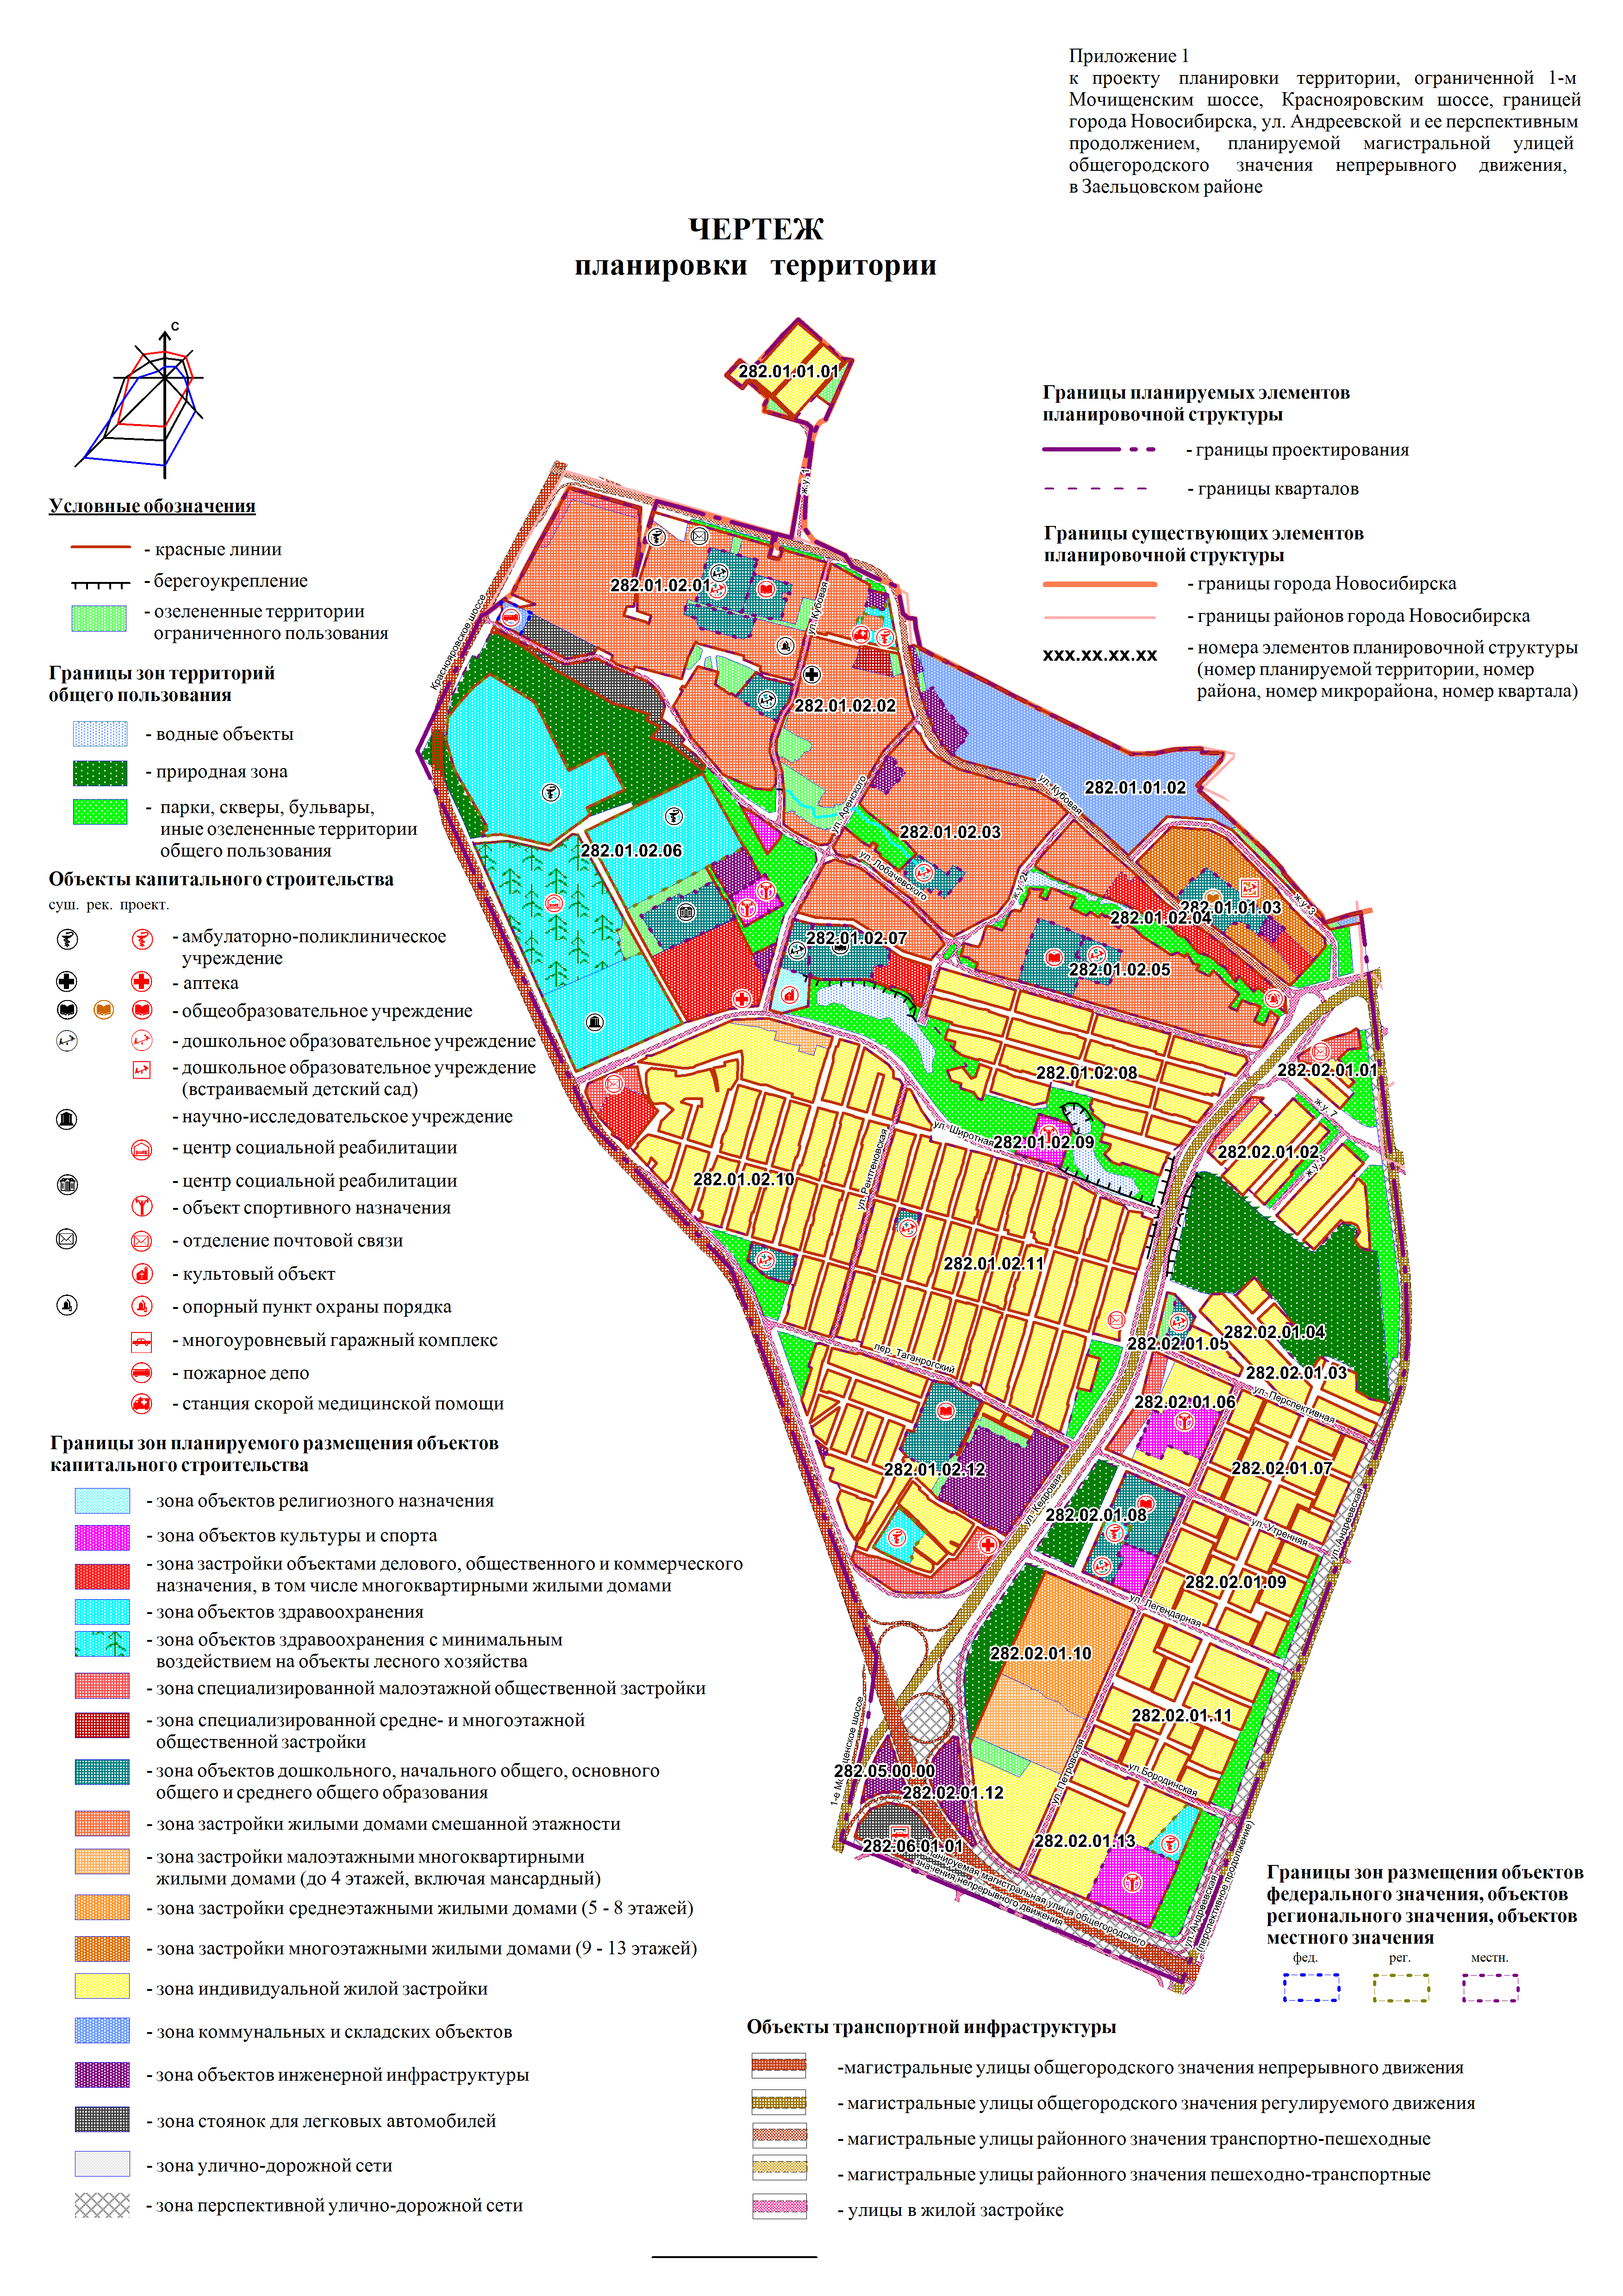 Приложение 1
к проекту планировки территории, ограниченной 1-м
Мочищенским шоссе, Краснояровским шоссе, границей
города Новосибирска, ул. Андреевской и ее перспективным
продолжением, планируемой магистральной улицей
общегородского значения непрерывного движения,
в Заельцовском районе
ЧЕРТЕЖ
планировки территории
С
Условные обозначения
- красные линии
- берегоукрепление
- озелененные территории
ограниченного пользования
Границы зон территорий
общего пользования
- водные объекты
- природная зона
- парки, скверы, бульвары,
иные озелененные территории
общего пользования
Объекты капитального строительства
суш. рек. проект.
- амбулаторно-поликлиническое
учреждение
- аптека
- общеобразовательное учреждение
- дошкольное образовательное учреждение
- дошкольное образовательное учреждение
(встраиваемый детский сад)
- научно-исследовательское учреждение
- центр социальной реабилитации
- центр социальной реабилитации
- объект спортивного назначения
- отделение почтовой связи
- культовый объект
- опорный пункт охраны порядка
- многоуровневый гаражный комплекс
- пожарное депо
- станция скорой медицинской помощи
Границы зон планируемого размещения объектов
капитального строительства
- зона объектов религиозного назначения
- зона объектов культуры и спорта
- зона застройки объектами делового, общественного и коммерческого
назначения, в том числе многоквартирными жилыми домами
- зона объектов здравоохранения
- зона объектов здравоохранения с минимальным
воздействием на объекты лесного хозяйства
- зона специализированной малоэтажной общественной застройки
- зона специализированной средне- и многоэтажной
общественной застройки
- зона объектов дошкольного, начального общего, основного
общего и среднего общего образования
- зона застройки жилыми домами смешанной этажности
- зона застройки малоэтажными многоквартирными
жилыми домами (до 4 этажей, включая мансардный)
- зона застройки среднеэтажными жилыми домами (5 - 8 этажей)
- зона застройки многоэтажными жилыми домами (9 - 13 этажей)
- зона индивидуальной жилой застройки
- зона коммунальных и складских объектов
- зона объектов инженерной инфраструктуры
- зона стоянок для легковых автомобилей
- зона улично-дорожной сети
- зона перспективной улично-дорожной сети
Границы планируемых элементов
планировочной структуры
- границы проектирования
- границы кварталов
Границы существующих элементов
планировочной структуры
- границы города Новосибирска
- границы районов города Новосибирска
xxx.xx.xx.xx
- номера элементов планировочной структуры
(номер планируемой территории, номер
района, номер микрорайона, номер квартала)
282.01.01.01
ж.у.1
282.01.02.01
ул. Кубовая
Краснояровское шоссе
282.01.02.02
282.01.01.02
ул. Кубовая
ул. Аренского
282.01.02.03
282.01.02.06
ул. Лобачевского
ж.у.2
ж.у.3
282.01.01.03
282.01.02.04
282.01.02.07
282.01.02.05
282.01.02.08
282.02.01.01
ж.у.7
ул. Широтная
282.01.02.09
282.02.01.02
ж.у.8
282.01.02.10
ул. Рентгеновская
282.01.02.11
282.02.01.04
282.02.01.05
пер. Таганрогский
282.02.01.03
ул. Перспективная
282.02.01.06
282.01.02.12
282.02.01.07
ул. Кедровая
282.02.01.08
ул. Утренняя
ул. Андреевская
282.02.01.09
ул. Легендарная
282.02.01.10
282.02.01.11
1-е Мочищенское шоссе
282.05.00.00
282.02.01.12
ул. Петровская
ул. Бородинская
282.02.01.13
282.06.01.01
планируемая магистральная улица общегородского
значения непрерывного движения
ул. Андреевская
(перспективное продолжение)
Границы зон размещения объектов
федерального значения, объектов
регионального значения, объектов
местного значения
фед. рег. местн.
Объекты транспортной инфраструктуры
-магистральные улицы общегородского значения непрерывного движения
- магистральные улицы общегородского значения регулируемого движения
- магистральные улицы районного значения транспортно-пешеходные
- магистральные улицы районного значения пешеходно-транспортные
- улицы в жилой застройке